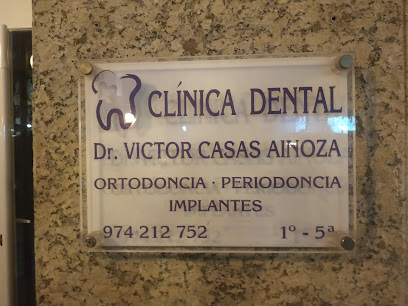 CLÍNICA DENTAL
Dr. VICTOR CASAS AINOZA
ORTODONCIA · PERIODONCIA
IMPLANTES
974 212 752 1º - 5ª